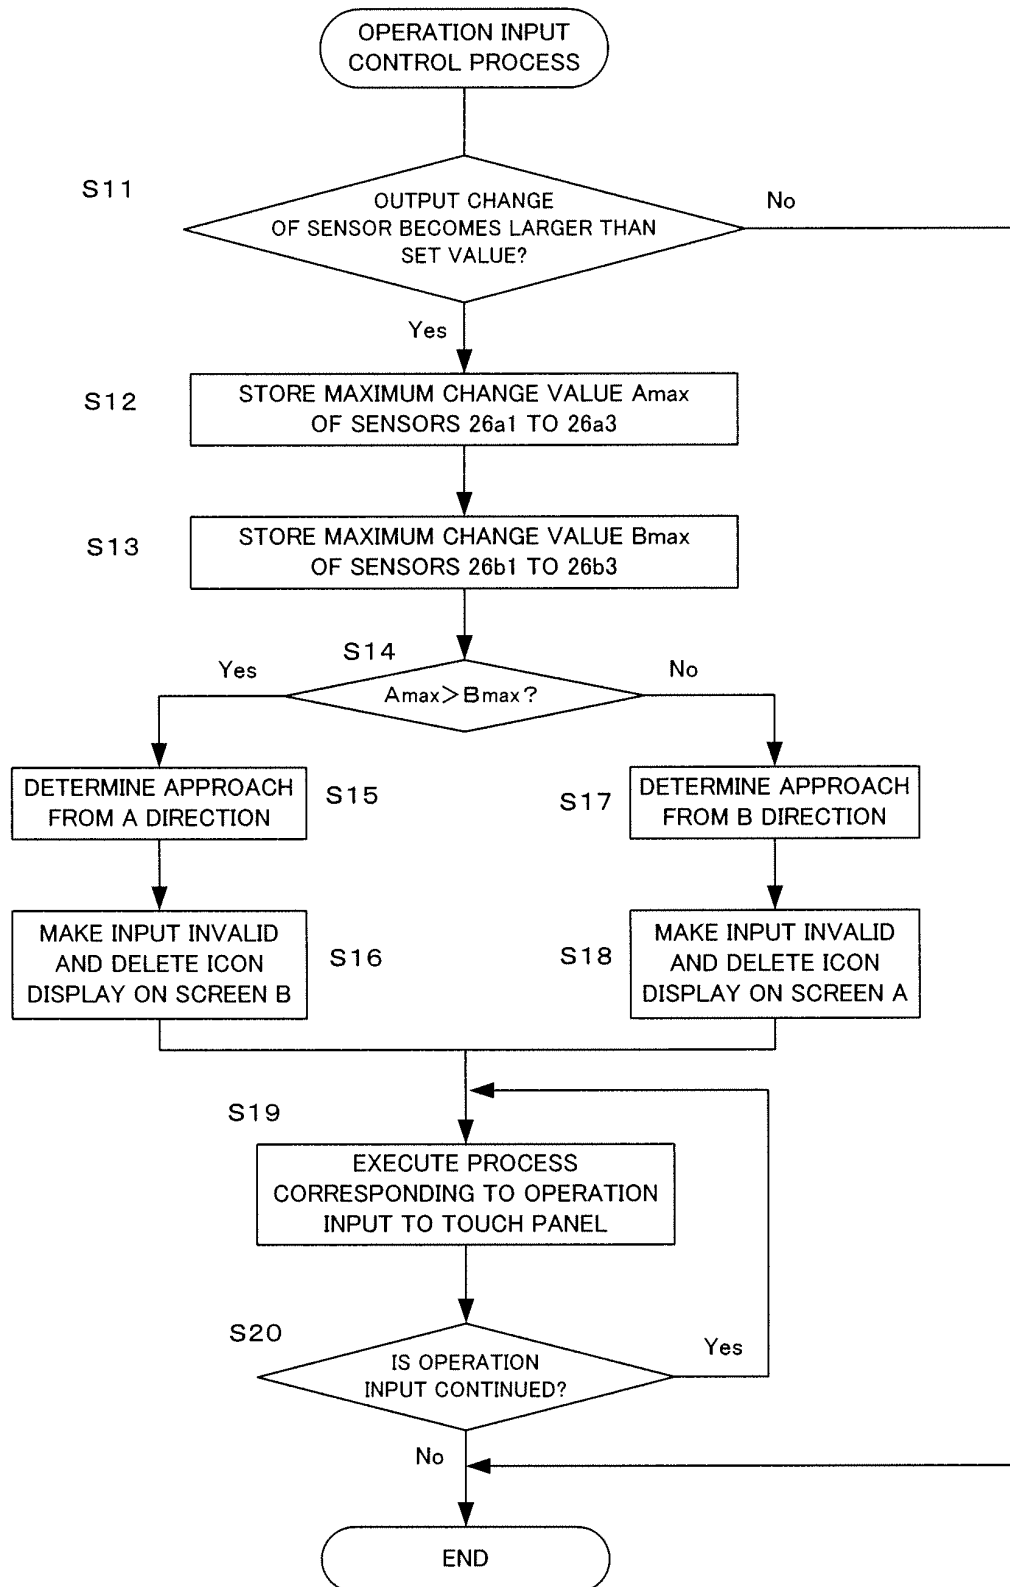 OPERATION INPUT
CONTROL PROCESS
S11
OUTPUT CHANGE
OF SENSOR BECOMES LARGER THAN
SET VALUE?
No
Yes
S12
STORE MAXIMUM CHANGE VALUE Amax
OF SENSORS 26a1 TO 26a3
S13
STORE MAXIMUM CHANGE VALUE Bmax
OF SENSORS 26b1 TO 26b3
S14
Yes
Amax>Bmax?
No
DETERMINE APPROACH
FROM A DIRECTION
S15
S17
DETERMINE APPROACH
FROM B DIRECTION
MAKE INPUT INVALID
AND DELETE ICON
DISPLAY ON SCREEN B
S16
S18
MAKE INPUT INVALID
AND DELETE ICON
DISPLAY ON SCREEN A
S19
EXECUTE PROCESS
CORRESPONDING TO OPERATION
INPUT TO TOUCH PANEL
S20
IS OPERATION
INPUT CONTINUED?
Yes
No
END